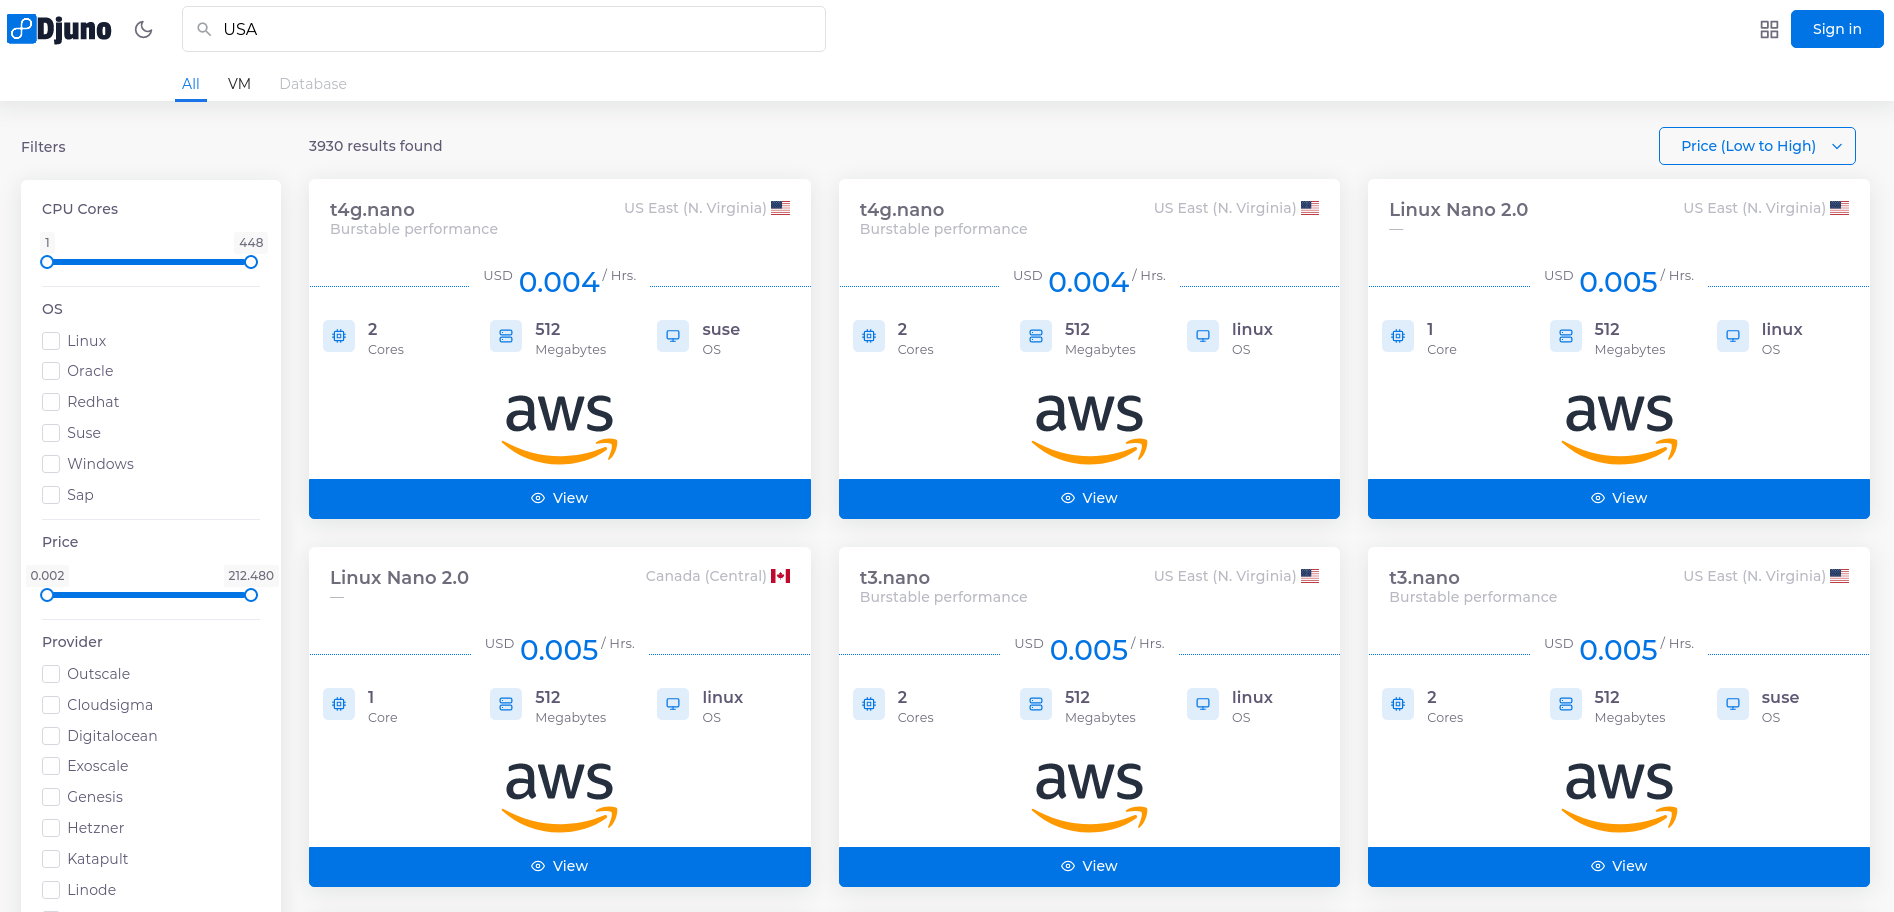 Djuno
USA
Sign in
All VM Database
Filters
3930 results found
Price (Low to High)
CPU Cores
1 448
OS
Linux
Oracle
Redhat
Suse
Windows
Sap
Price
0.002 212.480
Provider
Outscale
Cloudsigma
Digitalocean
Exoscale
Genesis
Hetzner
Katapult
Linode
t4g.nano US East (N. Virginia)
Burstable performance
USD 0.004 / Hrs.
2 512 suse
Cores Megabytes OS
aws
View
t4g.nano US East (N. Virginia)
Burstable performance
USD 0.004 / Hrs.
2 512 linux
Cores Megabytes OS
aws
View
Linux Nano 2.0 US East (N. Virginia)
—
USD 0.005 / Hrs.
1 512 linux
Core Megabytes OS
aws
View
Linux Nano 2.0 Canada (Central)
—
USD 0.005 / Hrs.
1 512 linux
Core Megabytes OS
aws
View
t3.nano US East (N. Virginia)
Burstable performance
USD 0.005 / Hrs.
2 512 linux
Cores Megabytes OS
aws
View
t3.nano US East (N. Virginia)
Burstable performance
USD 0.005 / Hrs.
2 512 suse
Cores Megabytes OS
aws
View